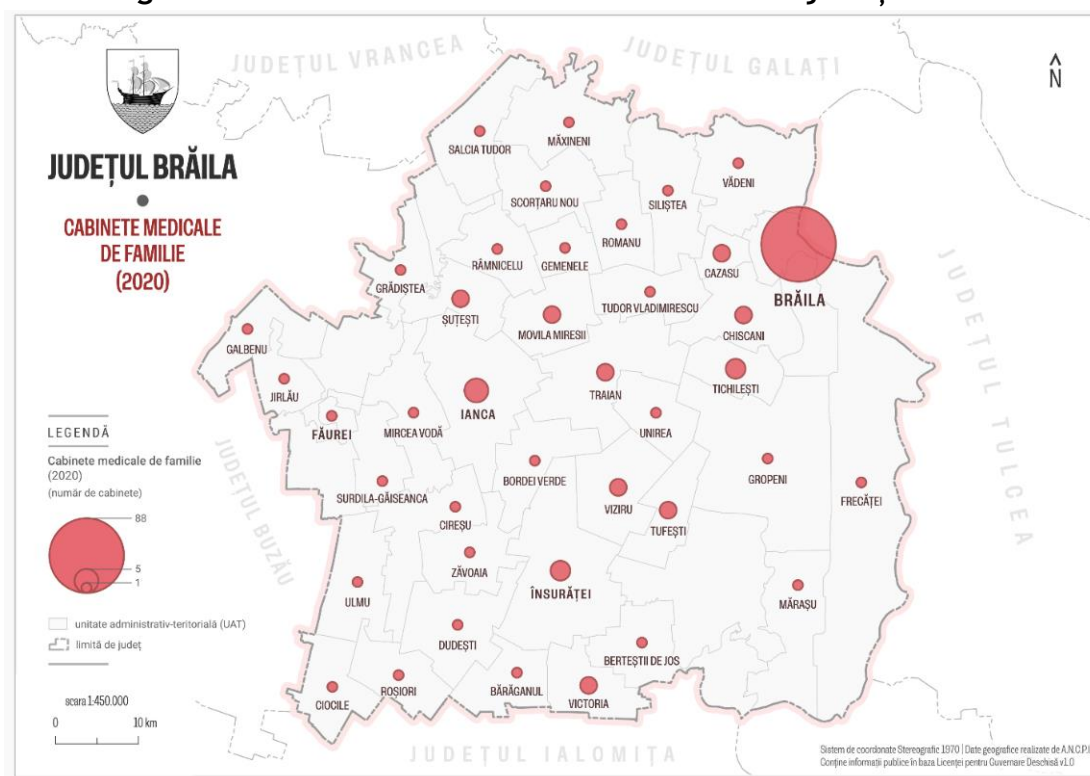 JUDEȚUL VRANCEA
JUDEȚUL GALAȚI
N
JUDEȚUL BRĂILA
CABINETE MEDICALE
DE FAMILIE
(2020)
SALCIA TUDOR
MĂXINENI
VĂDENI
SCORȚARU NOU
SILIȘTEA
ROMANU
RÂMNICELU
GEMENELE
CAZASU
BRĂILA
GRĂDIȘTEA
ȘUȚEȘTI
MOVILA MIRESII
TUDOR VLADIMIRESCU
CHISCANI
GALBENU
JIRLĂU
IANCA
TRAIAN
TICHILEȘTI
FĂUREI
MIRCEA VODĂ
UNIREA
JUDEȚUL TULCEA
LEGENDĂ
Cabinete medicale de familie
(2020)
(număr de cabinete)
88
5
1
unitate administrativ-teritorială (UAT)
limită de județ
scara 1:450.000
0 10 km
JUDEȚUL BUZĂU
SURDILA-GĂISEANCA
BORDEI VERDE
GROPENI
FRECĂȚEI
CIREȘU
VIZIRU
TUFEȘTI
ZĂVOAIA
ULMU
ÎNSURĂȚEI
MĂRAȘU
DUDEȘTI
BERTEȘTII DE JOS
CIOCILE
ROȘIORI
BĂRĂGANUL
VICTORIA
JUDEȚUL IALOMIȚA
Sistem de coordonate Stereografic 1970 | Date geografice realizate de A.N.C.P.I
Conține informații publice în baza Licenței pentru Guvernare Deschisă v1.0